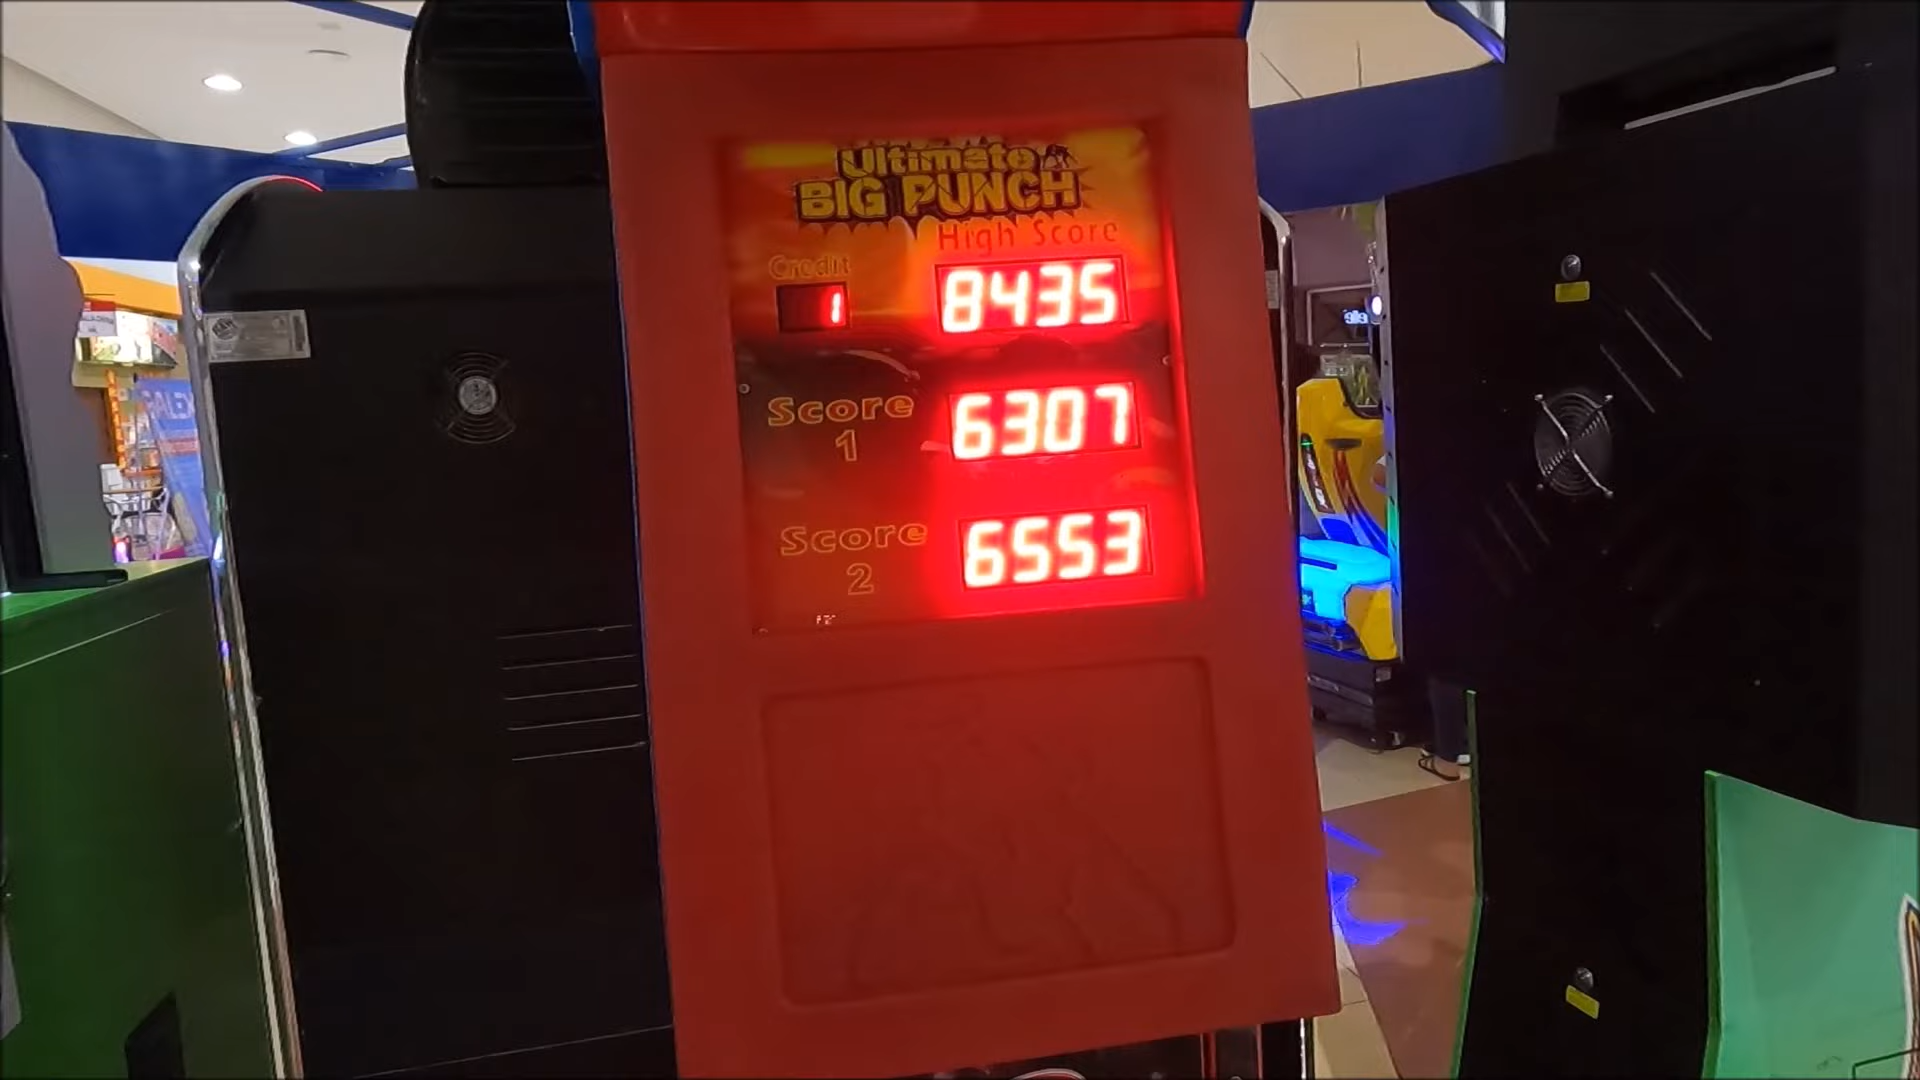 Ultimate
BIG PUNCH
High Score
Credit
1
8435
Score
1
6307
Score
2
6553